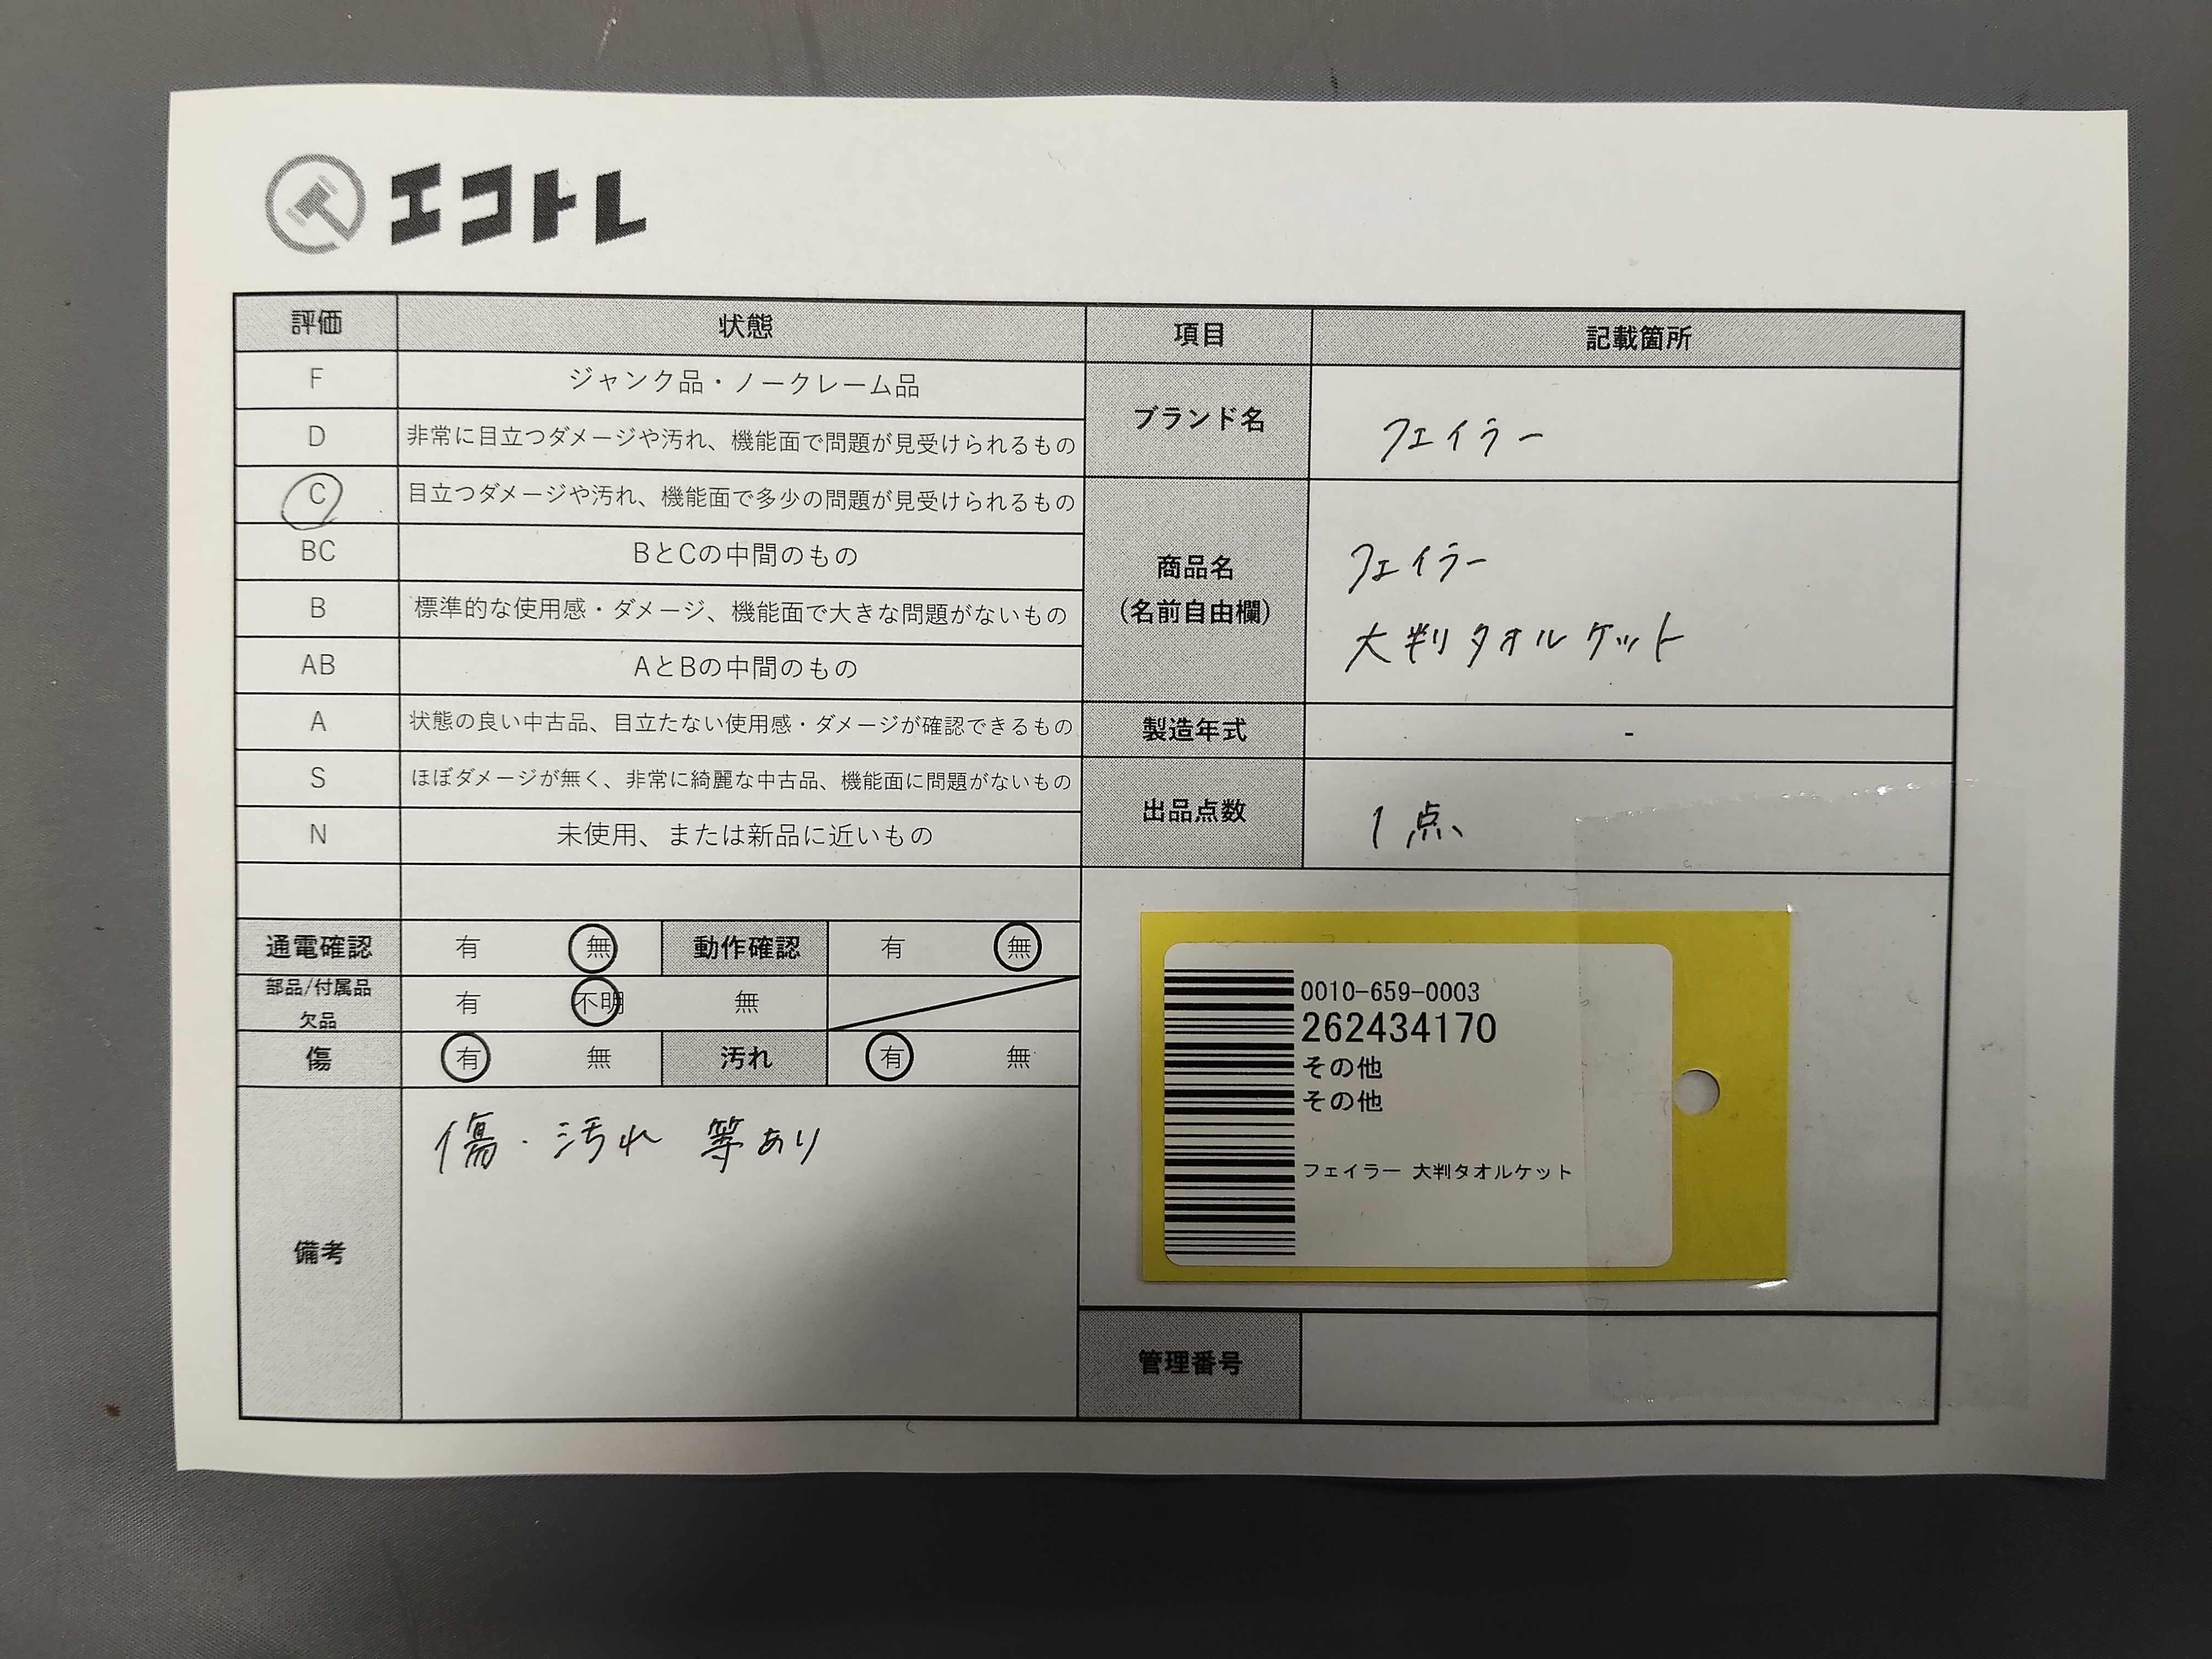 エコトレ
評価 状態 項目 記載箇所
F ジャンク品・ノークレーム品
D 非常に目立つダメージや汚れ、機能面で問題が見受けられるもの
C 目立つダメージや汚れ、機能面で多少の問題が見受けられるもの
BC BとCの中間のもの
B 標準的な使用感・ダメージ、機能面で大きな問題がないもの
AB AとBの中間のもの
A 状態の良い中古品、目立たない使用感・ダメージが確認できるもの
S ほぼダメージが無く、非常に綺麗な中古品、機能面に問題がないもの
N 未使用、または新品に近いもの
通電確認 有 無 動作確認 有 無
部品/付属品
欠品 有 不明 無
傷 有 無 汚れ 有 無
備考 傷・汚れ 等あり
ブランド名 フェイラー
商品名
(名前自由欄)
フェイラー
大判タオルケット
製造年式 -
出品点数 1点
0010-659-0003
262434170
その他
その他
フェイラー 大判タオルケット
管理番号